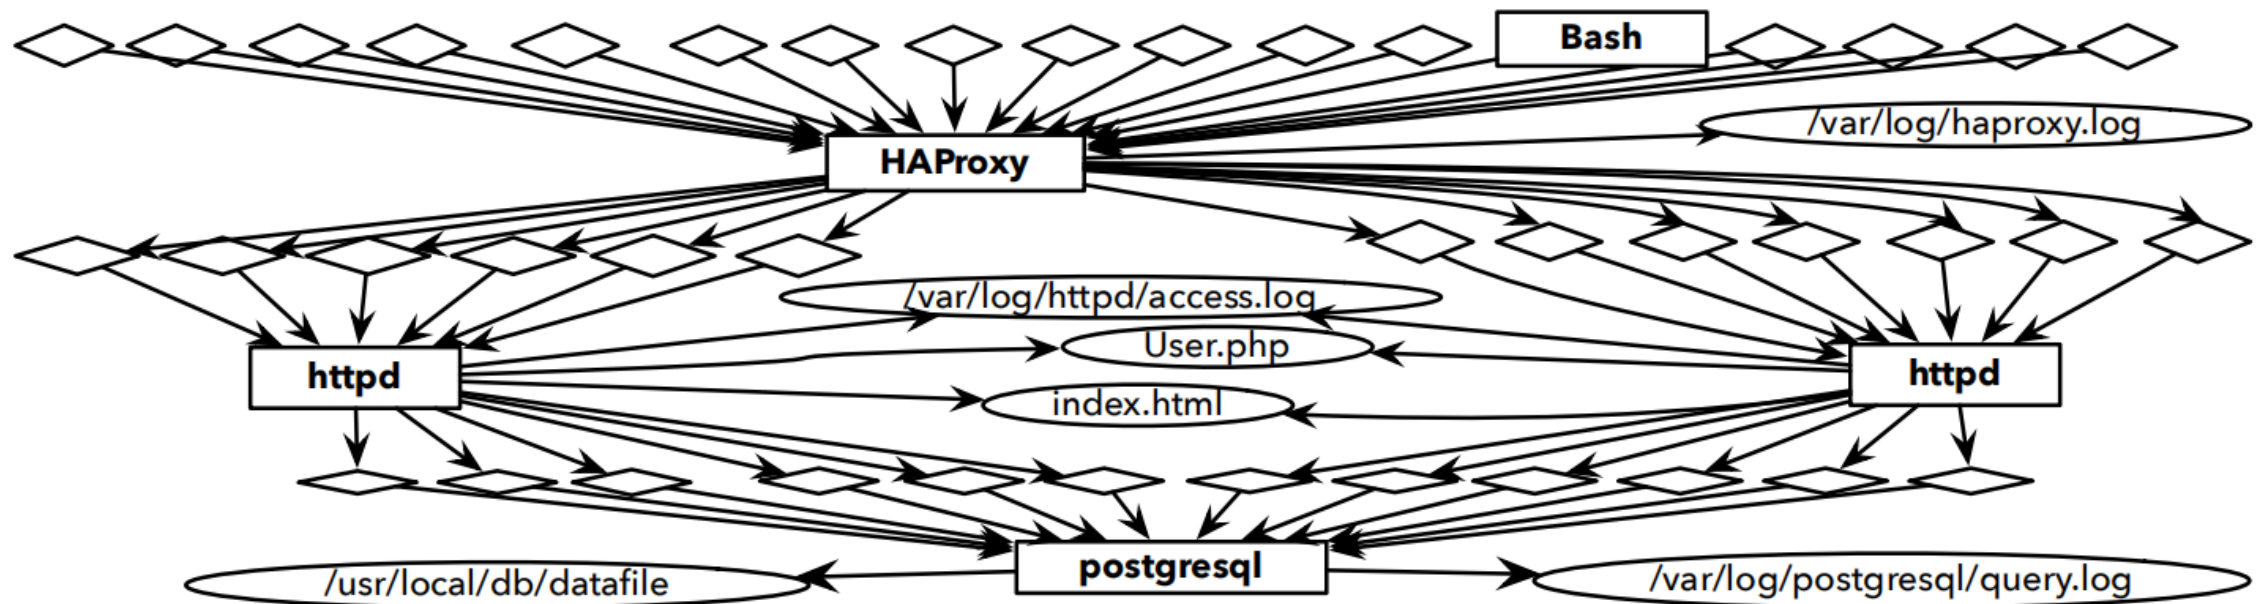 Bash
/var/log/haproxy.log
HAProxy
/var/log/httpd/access.log
User.php
httpd
httpd
index.html
postgresql
/usr/local/db/datafile
/var/log/postgresql/query.log